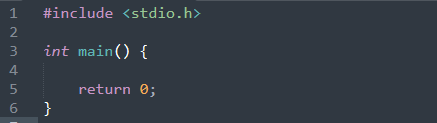 1 #include <stdio.h>
2
3 int main() {
4
5     return 0;
6 }